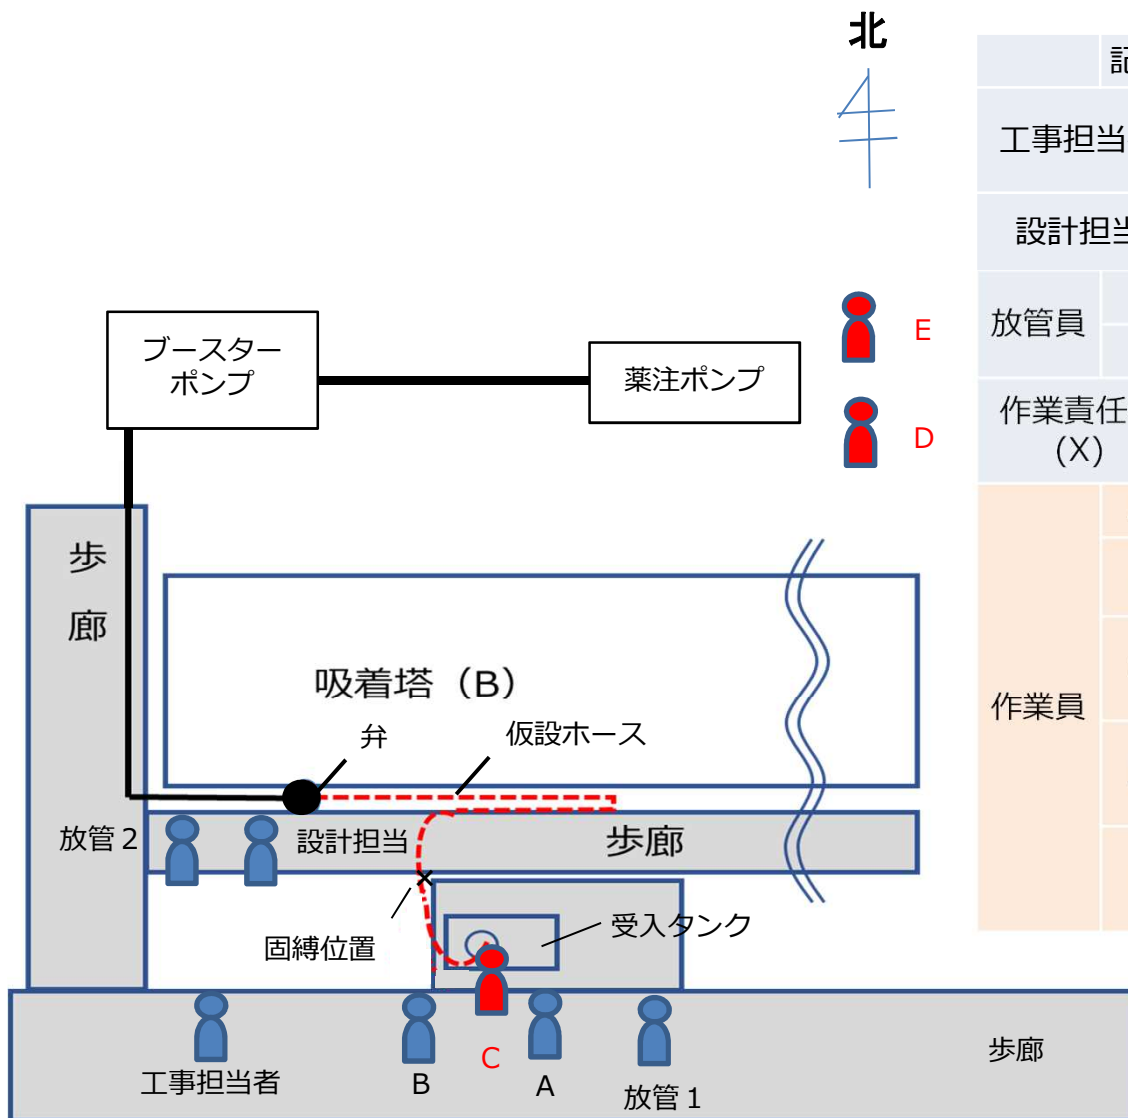 北
工事担当
設計担当
放管員
作業責任
(X)
作業員
ブースター
ポンプ
薬注ポンプ
E
D
歩
廊
吸着塔（B）
弁
仮設ホース
放管２
設計担当
歩廊
固縛位置
受入タンク
工事担当者
B
C
A
放管１
歩廊